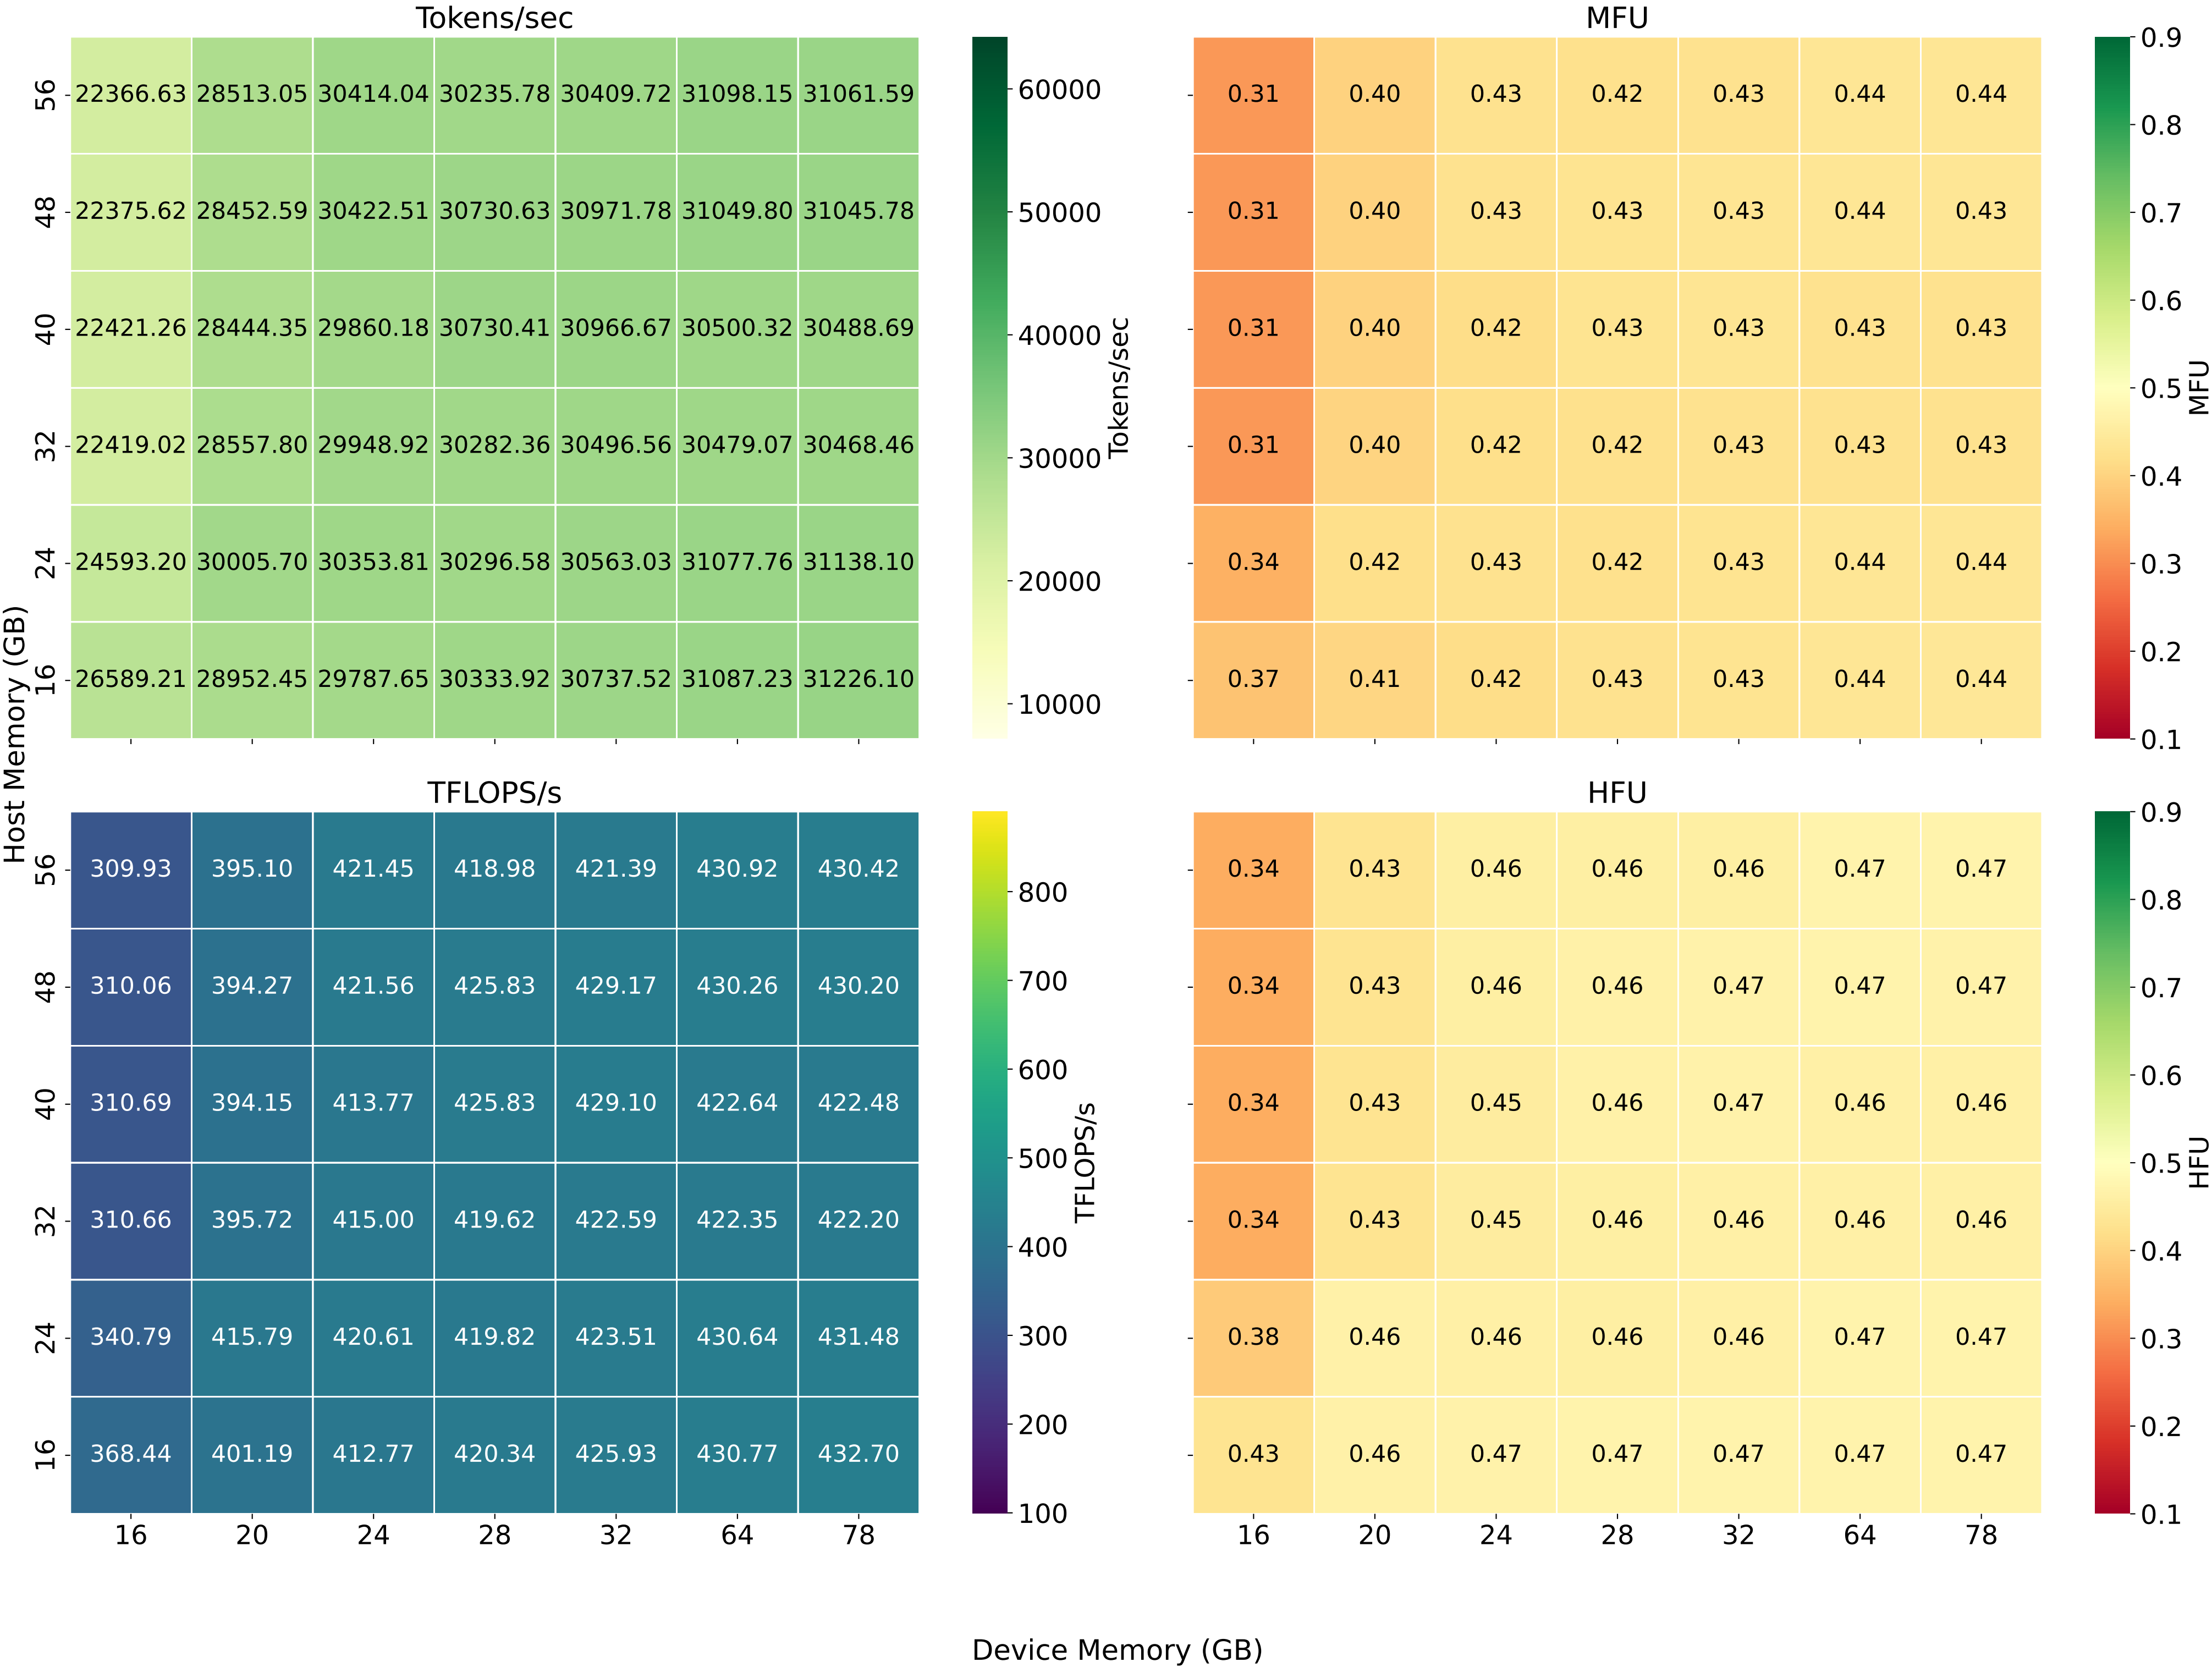 Tokens/sec
56 22366.63 28513.05 30414.04 30235.78 30409.72 31098.15 31061.59
48 22375.62 28452.59 30422.51 30730.63 30971.78 31049.80 31045.78
40 22421.26 28444.35 29860.18 30730.41 30966.67 30500.32 30488.69
32 22419.02 28557.80 29948.92 30282.36 30496.56 30479.07 30468.46
24 24593.20 30005.70 30353.81 30296.58 30563.03 31077.76 31138.10
16 26589.21 28952.45 29787.65 30333.92 30737.52 31087.23 31226.10
60000
50000
40000
30000
20000
10000
Tokens/sec
MFU
0.31 0.40 0.43 0.42 0.43 0.44 0.44
0.31 0.40 0.43 0.43 0.43 0.44 0.43
0.31 0.40 0.42 0.43 0.43 0.43 0.43
0.31 0.40 0.42 0.42 0.43 0.43 0.43
0.34 0.42 0.43 0.42 0.43 0.44 0.44
0.37 0.41 0.42 0.43 0.43 0.44 0.44
0.9
0.8
0.7
0.6
0.5
0.4
0.3
0.2
0.1
MFU
Host Memory (GB)
TFLOPS/s
56 309.93 395.10 421.45 418.98 421.39 430.92 430.42
48 310.06 394.27 421.56 425.83 429.17 430.26 430.20
40 310.69 394.15 413.77 425.83 429.10 422.64 422.48
32 310.66 395.72 415.00 419.62 422.59 422.35 422.20
24 340.79 415.79 420.61 419.82 423.51 430.64 431.48
16 368.44 401.19 412.77 420.34 425.93 430.77 432.70
16 20 24 28 32 64 78
800
700
600
500
400
300
200
100
TFLOPS/s
HFU
0.34 0.43 0.46 0.46 0.46 0.47 0.47
0.34 0.43 0.46 0.46 0.47 0.47 0.47
0.34 0.43 0.45 0.46 0.47 0.46 0.46
0.34 0.43 0.45 0.46 0.46 0.46 0.46
0.38 0.46 0.46 0.46 0.46 0.47 0.47
0.43 0.46 0.47 0.47 0.47 0.47 0.47
16 20 24 28 32 64 78
0.9
0.8
0.7
0.6
0.5
0.4
0.3
0.2
0.1
HFU
Device Memory (GB)